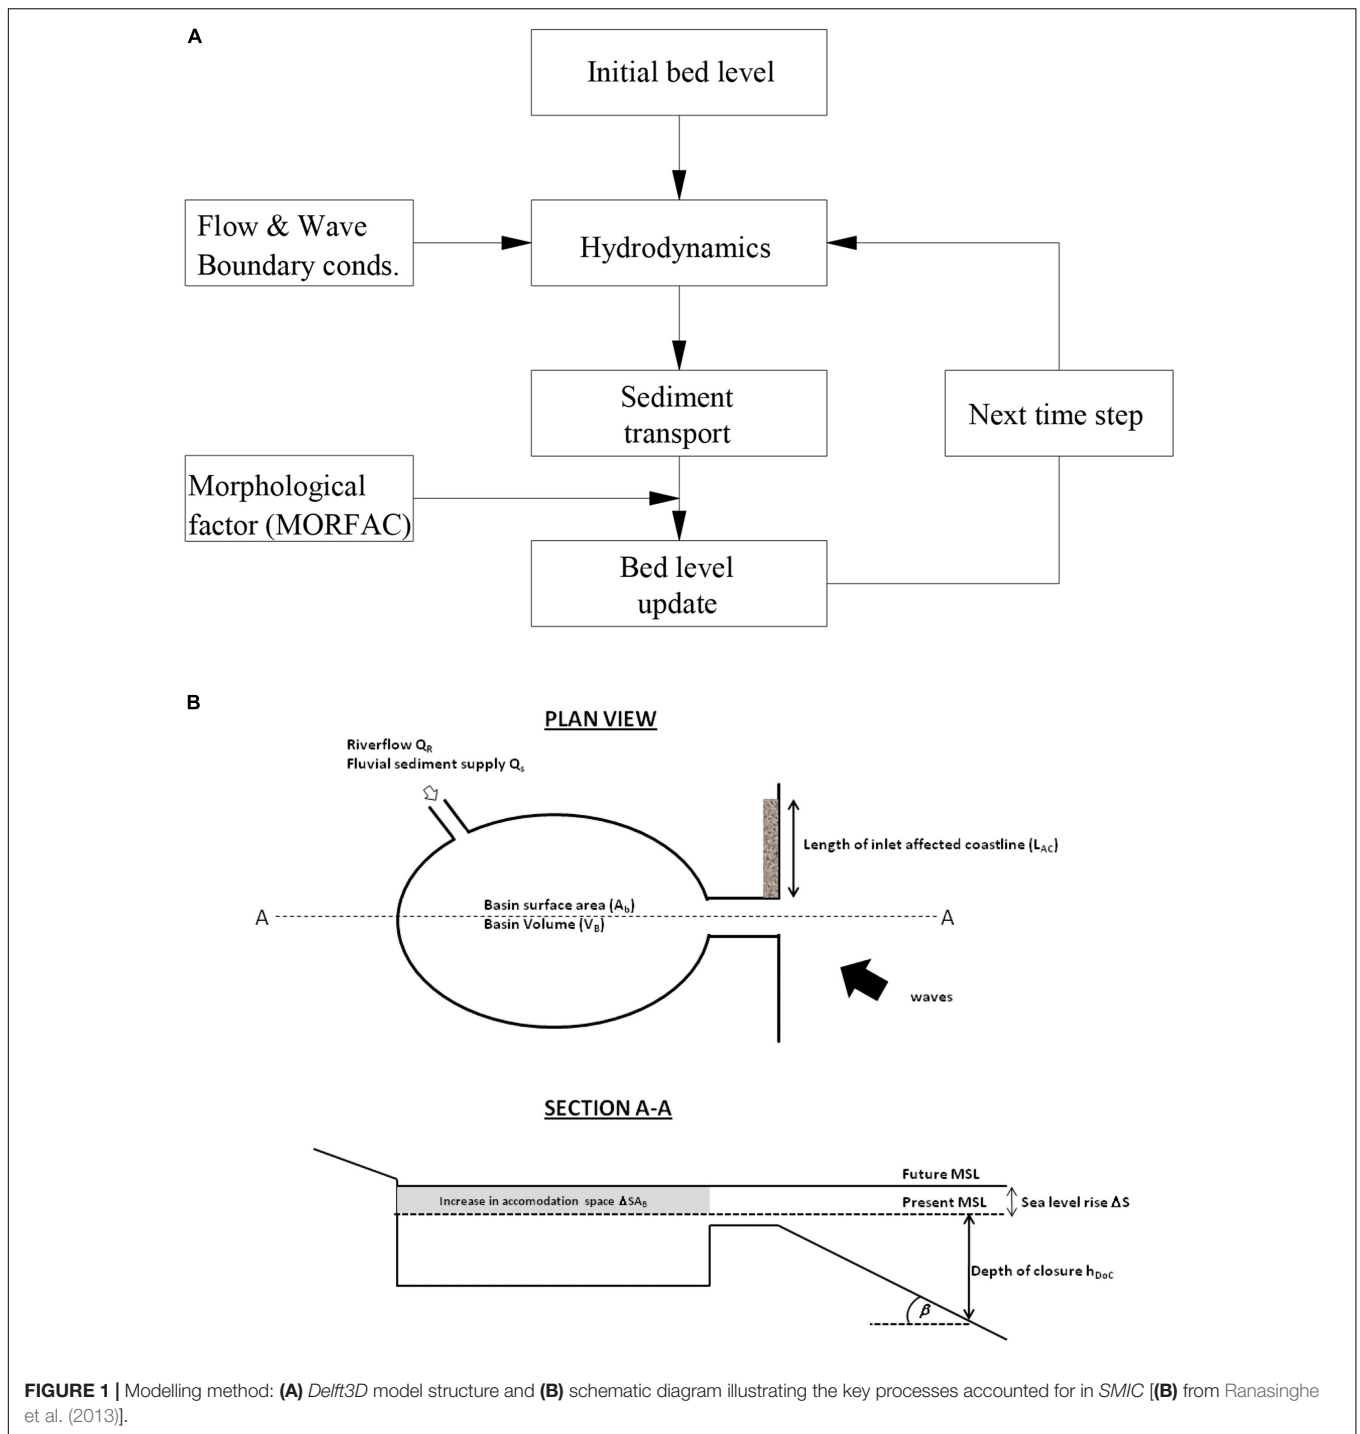 A
Initial bed level
Flow & Wave
Boundary conds.
Hydrodynamics
Sediment
transport
Next time step
Morphological
factor (MORFAC)
Bed level
update
B
PLAN VIEW
Riverflow QR
Fluvial sediment supply Qs
Length of inlet affected coastline (LAC)
Basin surface area (Ab)
A
A
Basin Volume (VB)
waves
SECTION A-A
Future MSL
Increase in accomodation space ΔSAB
Present MSL
Sea level rise ΔS
Depth of closure hDoC
β
FIGURE 1 | Modelling method: (A) Delft3D model structure and (B) schematic diagram illustrating the key processes accounted for in SMIC [(B) from Ranasinghe
et al. (2013)].